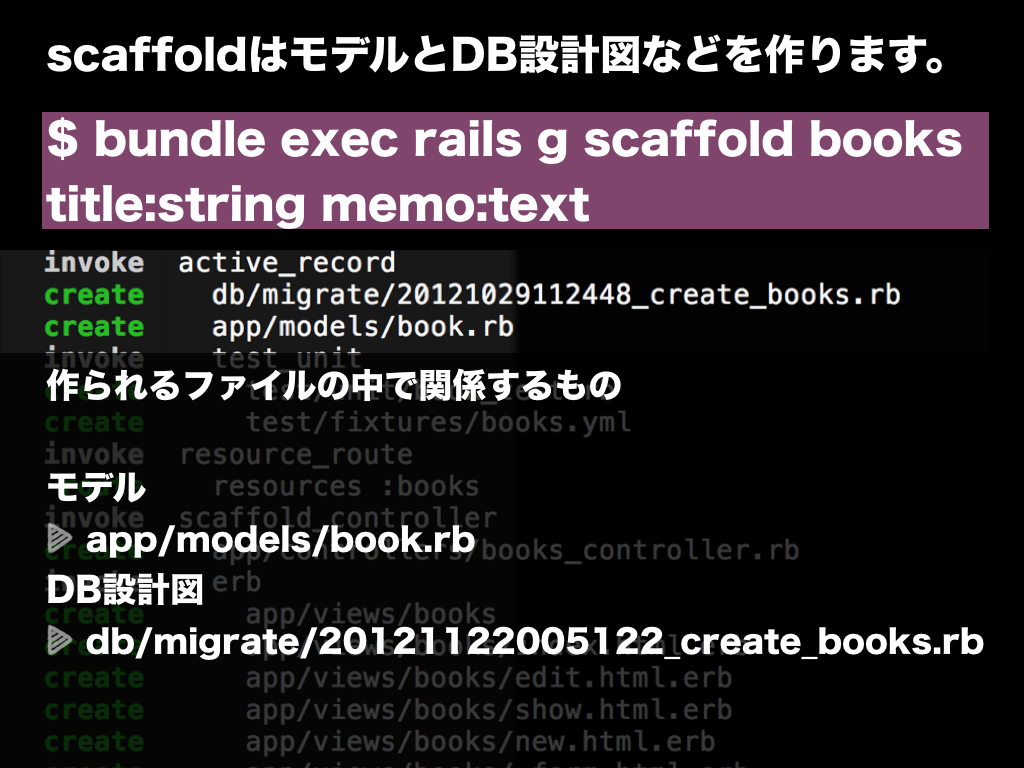 scaffoldはモデルとDB設計図などを作ります。
$ bundle exec rails g scaffold books
title:string memo:text
invoke active_record
create db/migrate/20121029112448_create_books.rb
create app/models/book.rb
invoke test_unit
作られるファイルの中で関係するもの
create test/fixtures/books.yml
invoke resource_route
モデル
resources :books
invoke scaffold_controller
app/models/book.rb
app/controllers/books_controller.rb
erb
DB設計図
create app/views/books
db/migrate/20121122005122_create_books.rb
create app/views/books/edit.html.erb
create app/views/books/show.html.erb
create app/views/books/new.html.erb